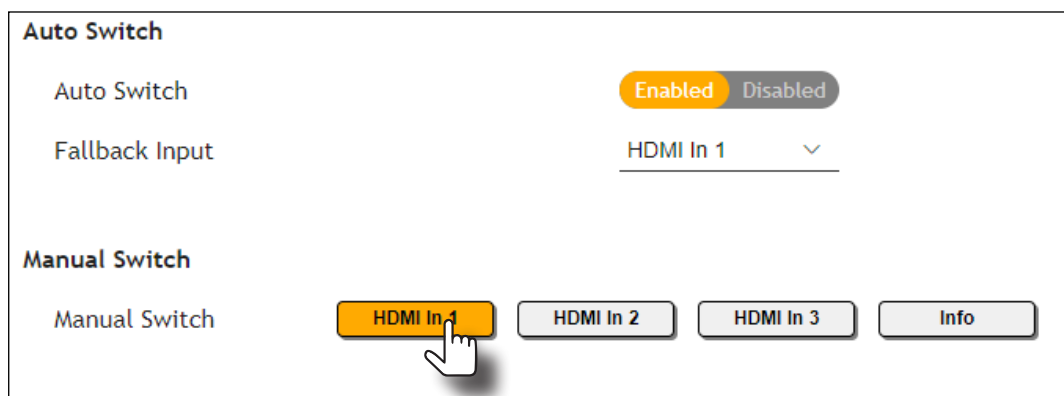 Auto Switch
Auto Switch Enabled Disabled
Fallback Input HDMI In 1
Manual Switch
Manual Switch HDMI In 1 HDMI In 2 HDMI In 3 Info